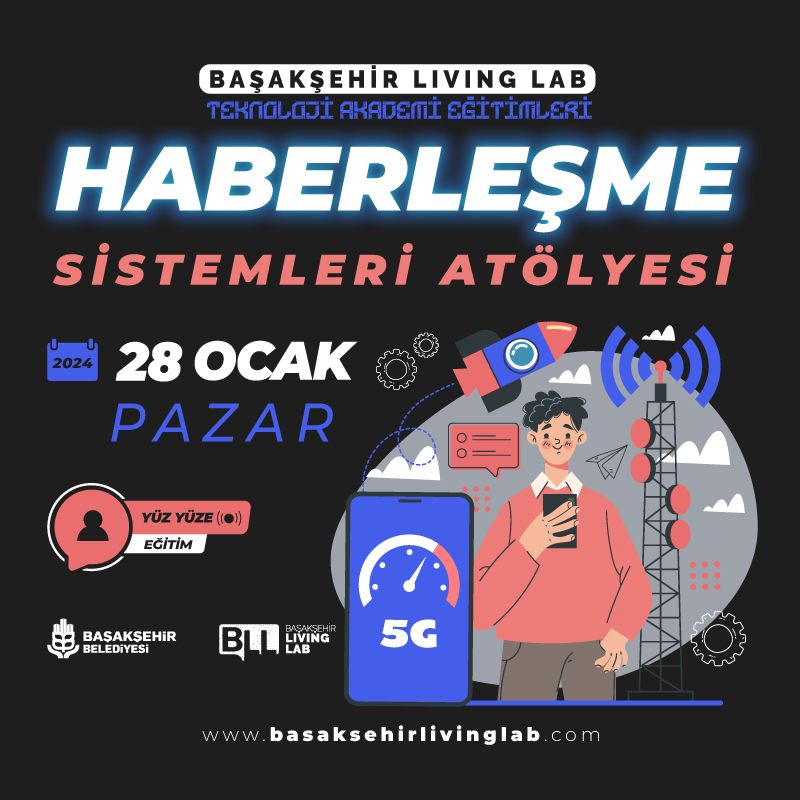 BAŞAKŞEHİR LIVING LAB
TEKNOLOJİ AKADEMİ EĞİTİMLERİ
HABERLEŞME
SİSTEMLERİ ATÖLYESİ
2024
28 OCAK
PAZAR
YÜZ YÜZE
EĞİTİM
5G
BAŞAKŞEHİR
BELEDİYESİ
BLL
BAŞAKŞEHİR
LIVING
LAB
www.basaksehirlivinglab.com